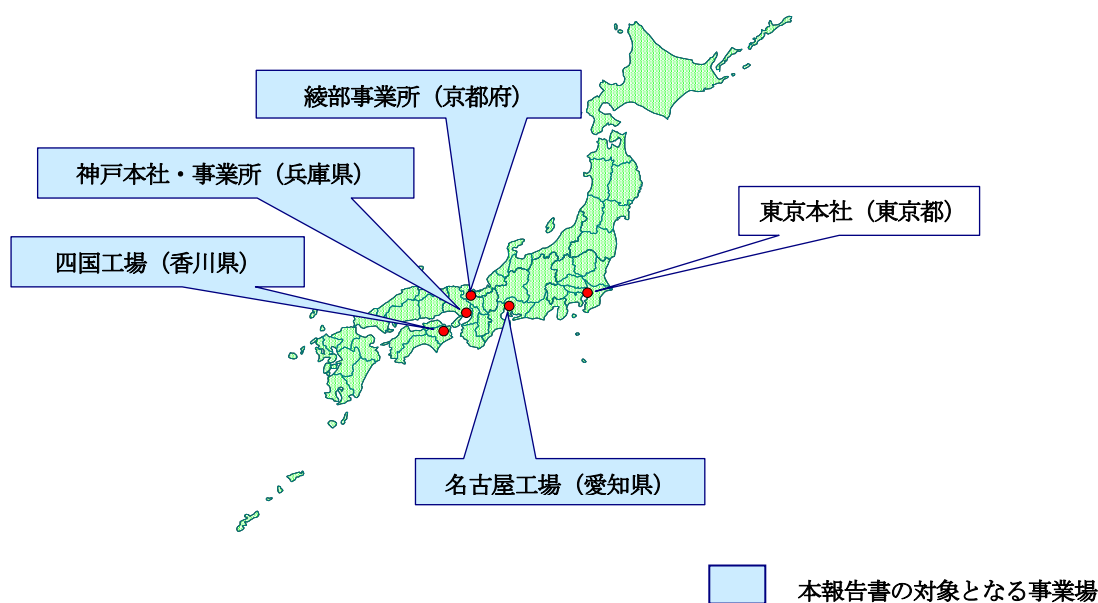 綾部事業所（京都府）
神戸本社・事業所（兵庫県）
東京本社（東京都）
四国工場（香川県）
名古屋工場（愛知県）
本報告書の対象となる事業場